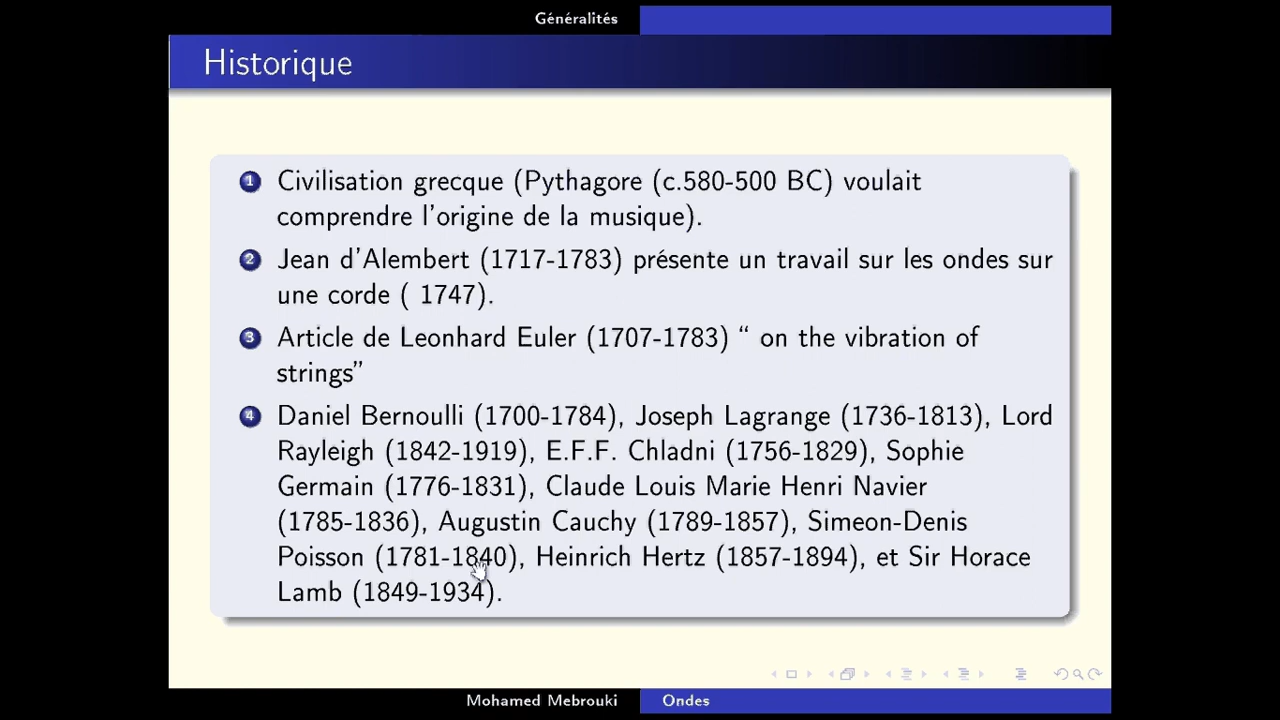 Généralités
Historique
1 Civilisation grecque (Pythagore (c.580-500 BC) voulait
comprendre l'origine de la musique).
2 Jean d'Alembert (1717-1783) présente un travail sur les ondes sur
une corde ( 1747).
3 Article de Leonhard Euler (1707-1783) “ on the vibration of
strings”
4 Daniel Bernoulli (1700-1784), Joseph Lagrange (1736-1813), Lord
Rayleigh (1842-1919), E.F.F. Chladni (1756-1829), Sophie
Germain (1776-1831), Claude Louis Marie Henri Navier
(1785-1836), Augustin Cauchy (1789-1857), Simeon-Denis
Poisson (1781-1840), Heinrich Hertz (1857-1894), et Sir Horace
Lamb (1849-1934).
Mohamed Mebrouki Ondes